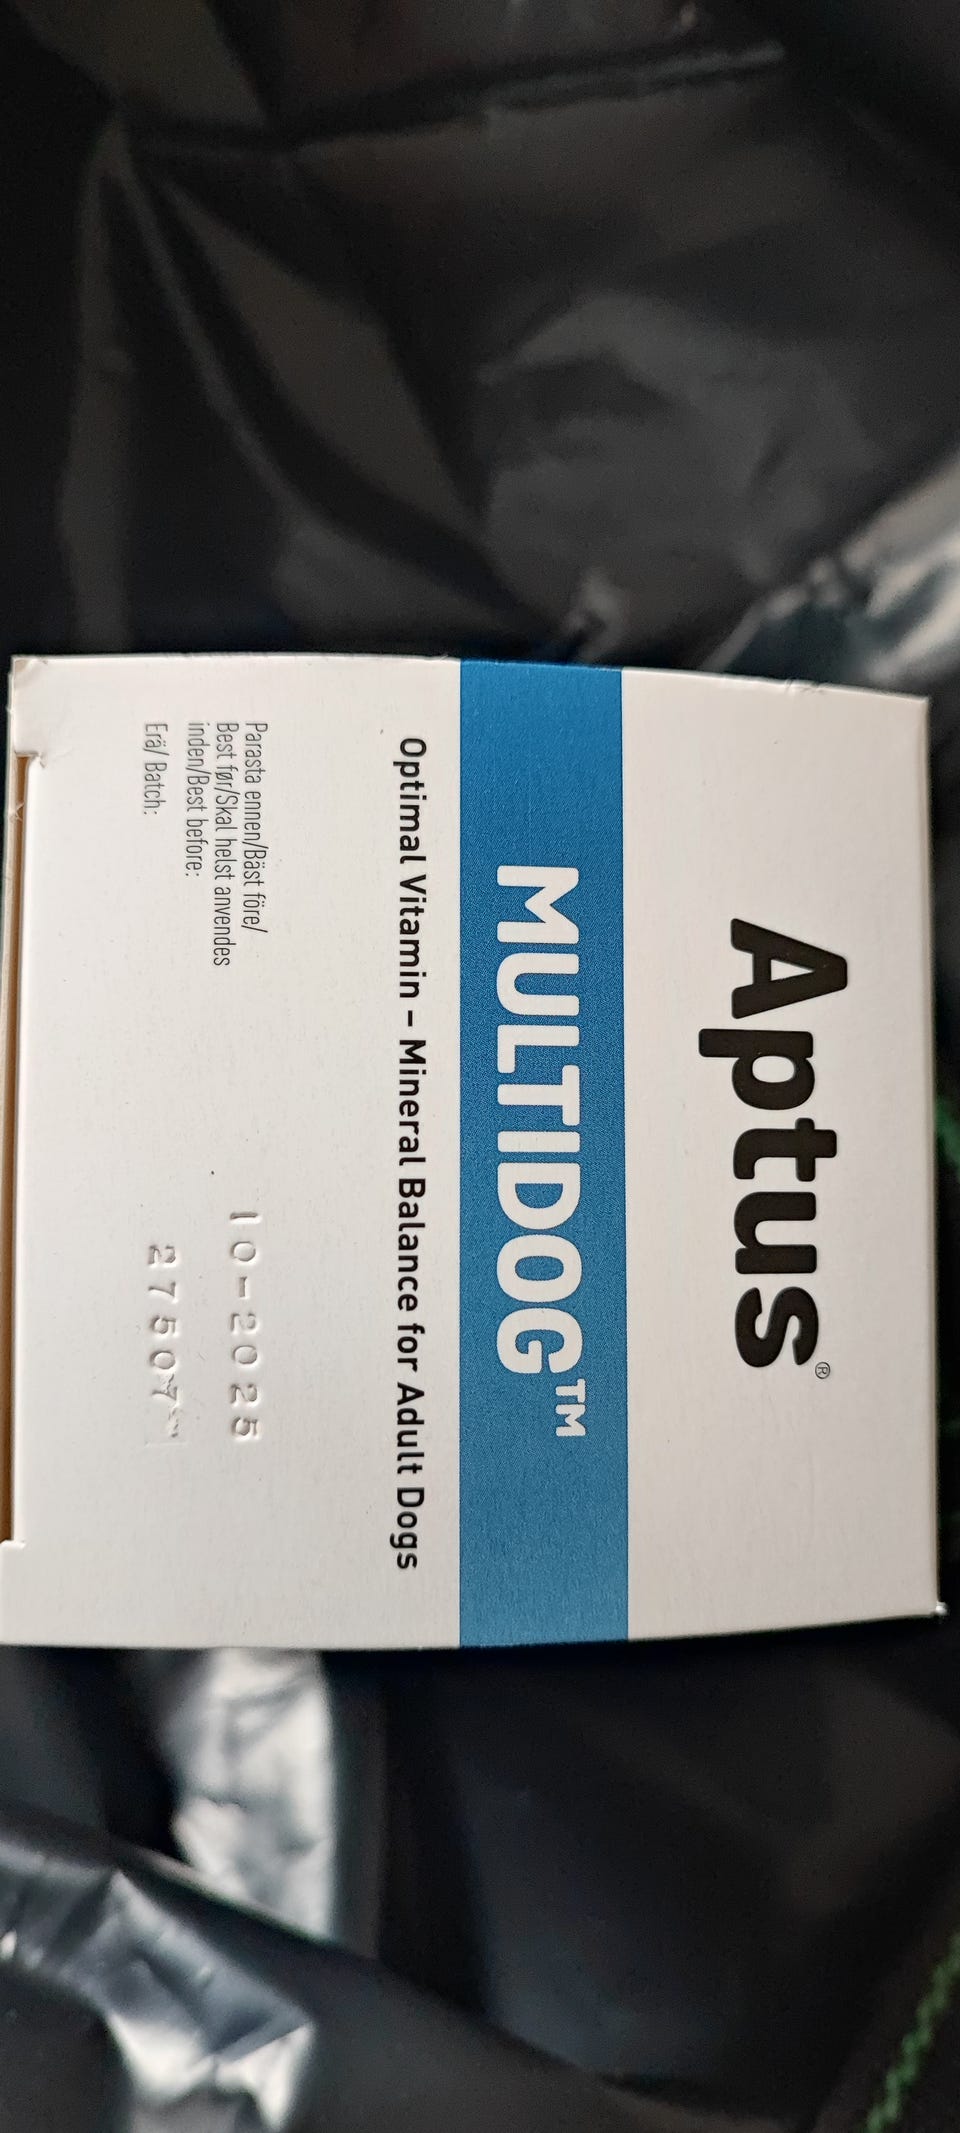 Aptus®
MULTIDOG™
Optimal Vitamin – Mineral Balance for Adult Dogs
Parasta ennen/Bäst före/
Best før/Skal helst anvendes
inden/Best before:
10-2025
Erä/ Batch:
27507